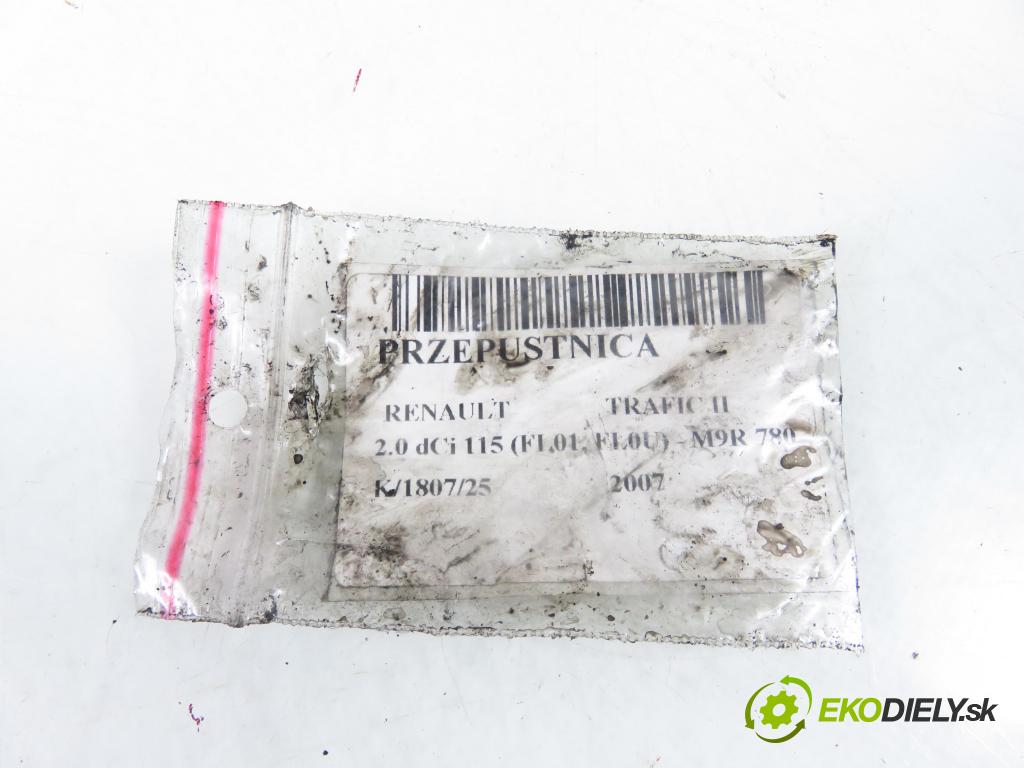 PRZEPUSTNICA
RENAULT TRAFIC II
2.0 dCi 115 (FL01, FL0U) - M9R 780
K/1807/25 2007
EKODIELY.sk